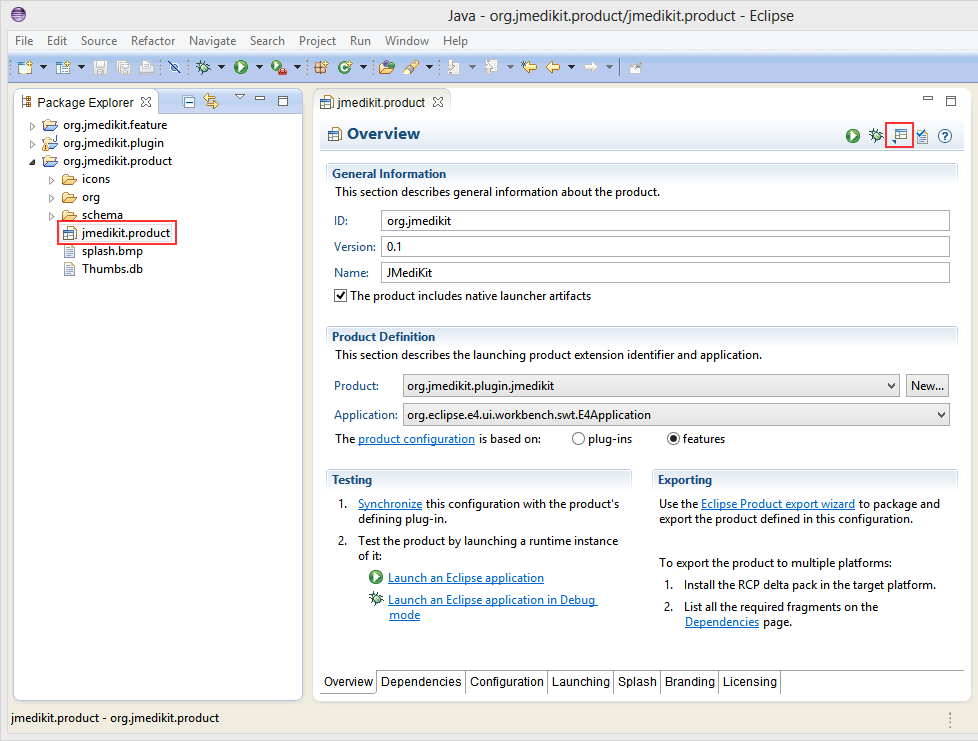 Java - org.jmedikit.product/jmedikit.product - Eclipse
File Edit Source Refactor Navigate Search Project Run Window Help
Package Explorer
org.jmedikit.feature
org.jmedikit.plugin
org.jmedikit.product
icons
org
schema
jmedikit.product
splash.bmp
Thumbs.db
jmedikit.product
Overview
General Information
This section describes general information about the product.
ID: org.jmedikit
Version: 0.1
Name: JMediKit
The product includes native launcher artifacts
Product Definition
This section describes the launching product extension identifier and application.
Product: org.jmedikit.plugin.jmedikit New...
Application: org.eclipse.e4.ui.workbench.swt.E4Application
The product configuration is based on: plug-ins features
Testing
1. Synchronize this configuration with the product's
defining plug-in.
2. Test the product by launching a runtime instance
of it:
Launch an Eclipse application
Launch an Eclipse application in Debug
mode
Exporting
Use the Eclipse Product export wizard to package and
export the product defined in this configuration.
To export the product to multiple platforms:
1. Install the RCP delta pack in the target platform.
2. List all the required fragments on the
Dependencies page.
Overview Dependencies Configuration Launching Splash Branding Licensing
jmedikit.product - org.jmedikit.product